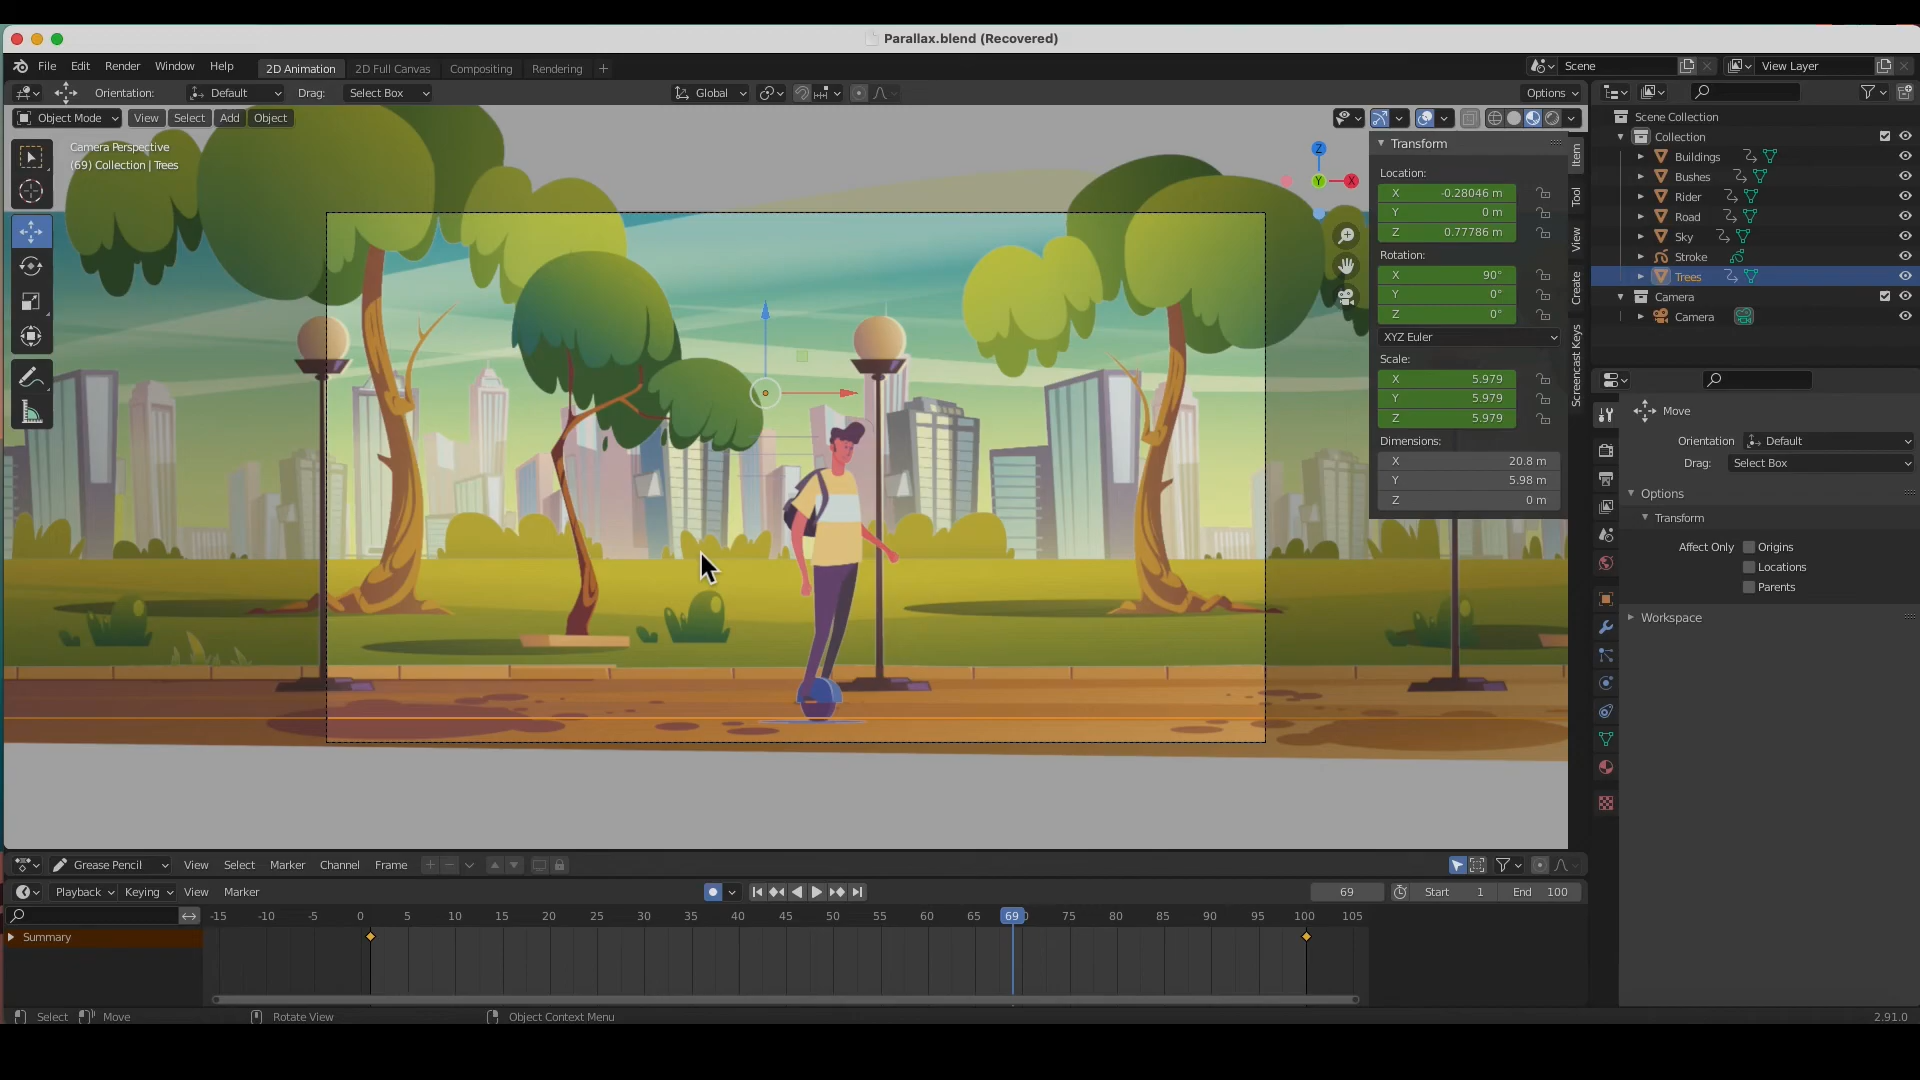 Parallax.blend (Recovered)
File Edit Render Window Help 2D Animation 2D Full Canvas Compositing Rendering + Scene View Layer
Orientation: Default Drag: Select Box Global Options
Object Mode View Select Add Object
Camera Perspective
(69) Collection | Trees
Z
Y
X
Transform
Location:
X -0.28046 m
Y 0 m
Z 0.77786 m
Rotation:
X 90°
Y 0°
Z 0°
XYZ Euler
Scale:
X 5.979
Y 5.979
Z 5.979
Dimensions:
X 20.8 m
Y 5.98 m
Z 0 m
Item
Tool
View
Create
Screencast Keys
Scene Collection
Collection
Buildings
Bushes
Rider
Road
Sky
Stroke
Trees
Camera
Camera
Move
Orientation Default
Drag: Select Box
Options
Transform
Affect Only Origins
Locations
Parents
Workspace
Grease Pencil View Select Marker Channel Frame
Playback Keying View Marker 69 Start 1 End 100
-15 -10 -5 0 5 10 15 20 25 30 35 40 45 50 55 60 65 69 75 80 85 90 95 100 105
Summary
Select Move Rotate View Object Context Menu 2.91.0